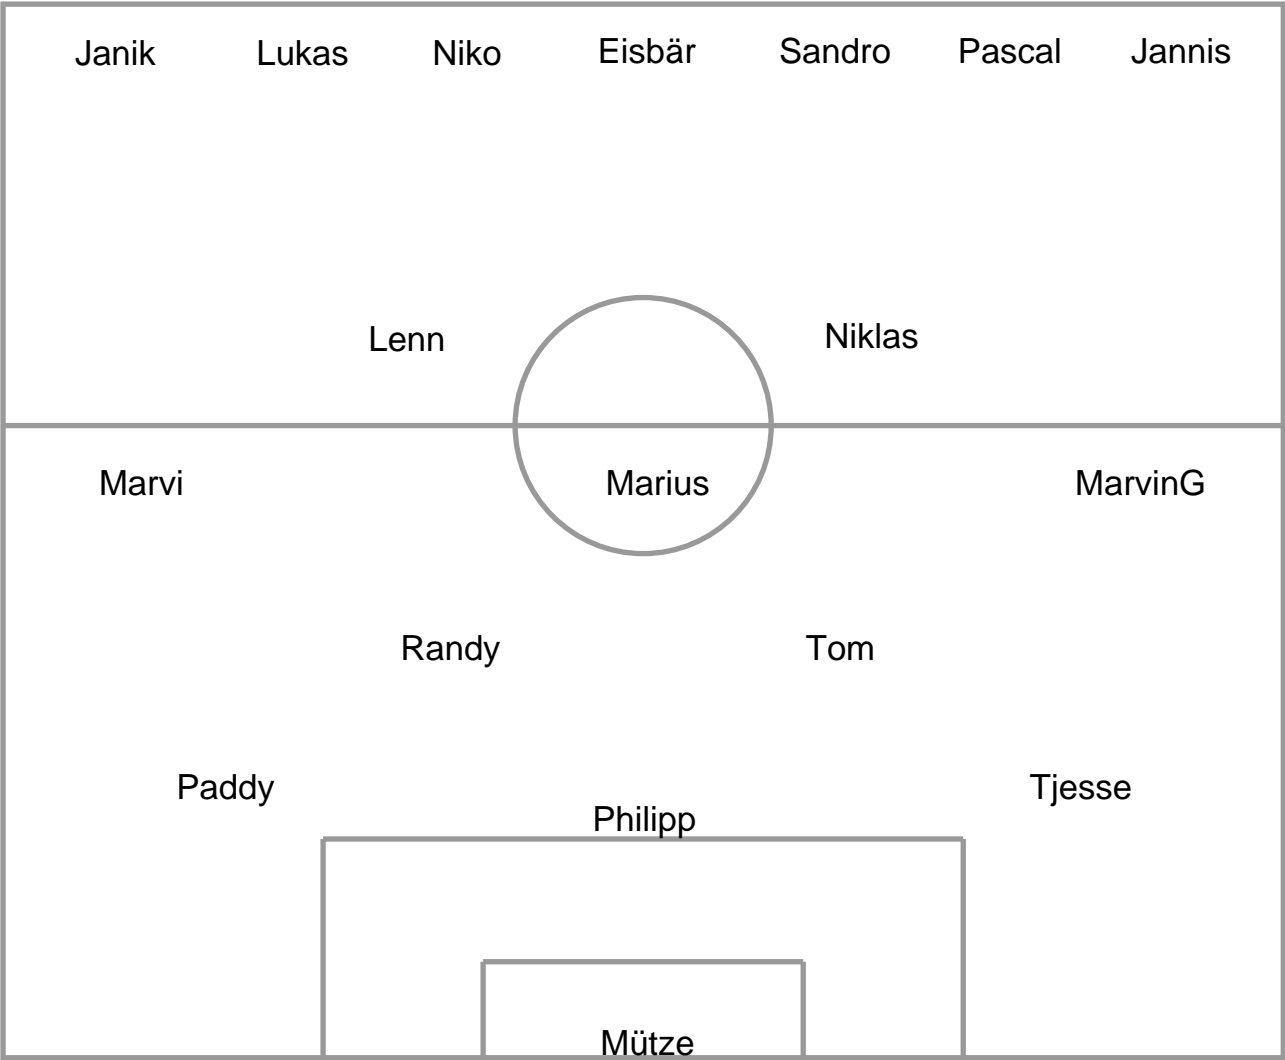 Janik Lukas Niko Eisbär Sandro Pascal Jannis
Lenn Niklas
Marvi Marius MarvinG
Randy Tom
Paddy Tjesse
Philipp
Mütze